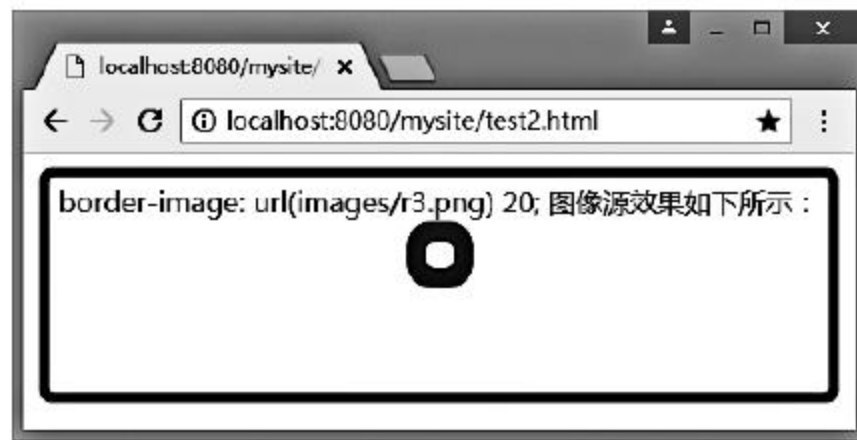 localhost:8080/mysite/
localhost:8080/mysite/test2.html
border-image: url(images/r3.png) 20; 图像源效果如下所示：